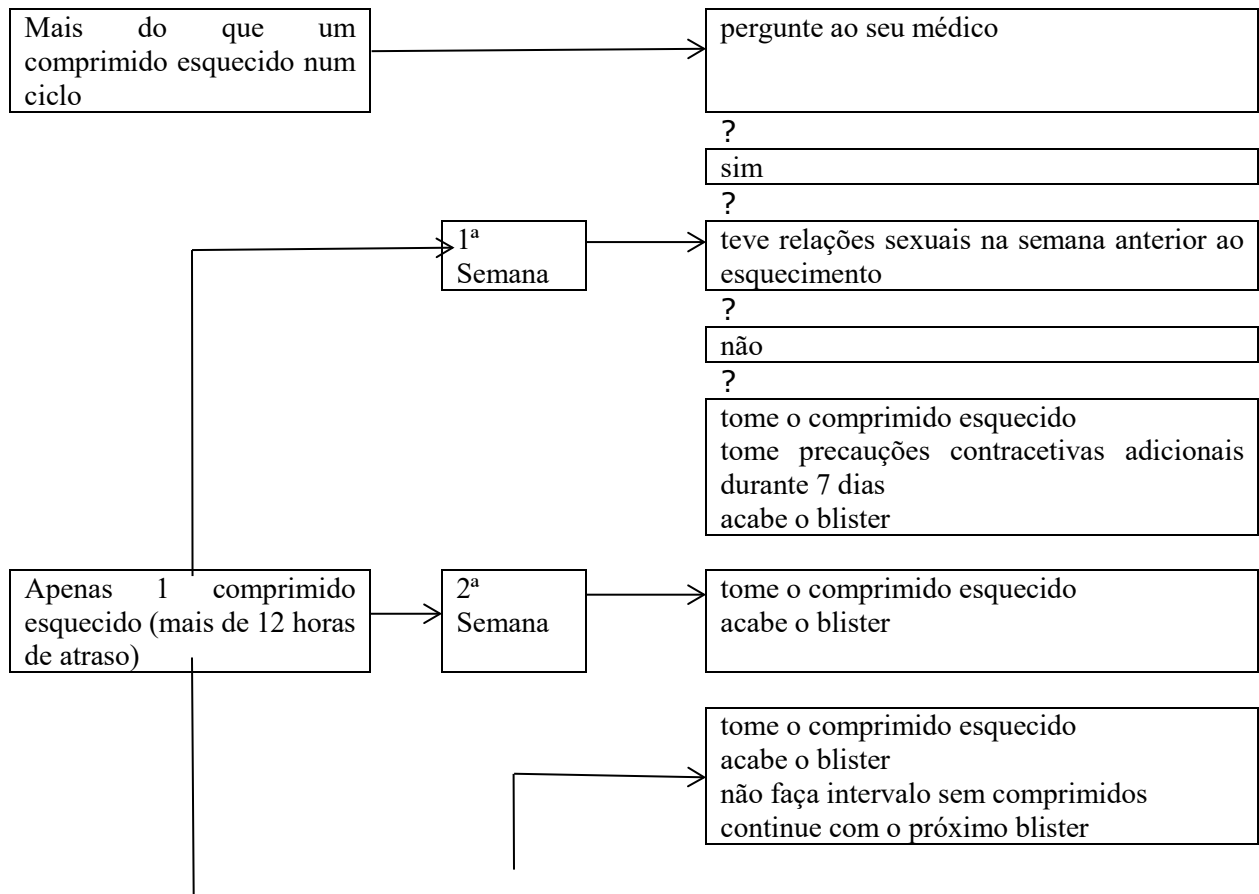 Mais do que um
comprimido esquecido num
ciclo
pergunte ao seu médico
?
sim
?
1ª
Semana
teve relações sexuais na semana anterior ao
esquecimento
?
não
?
tome o comprimido esquecido
tome precauções contracetivas adicionais
durante 7 dias
acabe o blister
Apenas 1 comprimido
esquecido (mais de 12 horas
de atraso)
2ª
Semana
tome o comprimido esquecido
acabe o blister
tome o comprimido esquecido
acabe o blister
não faça intervalo sem comprimidos
continue com o próximo blister